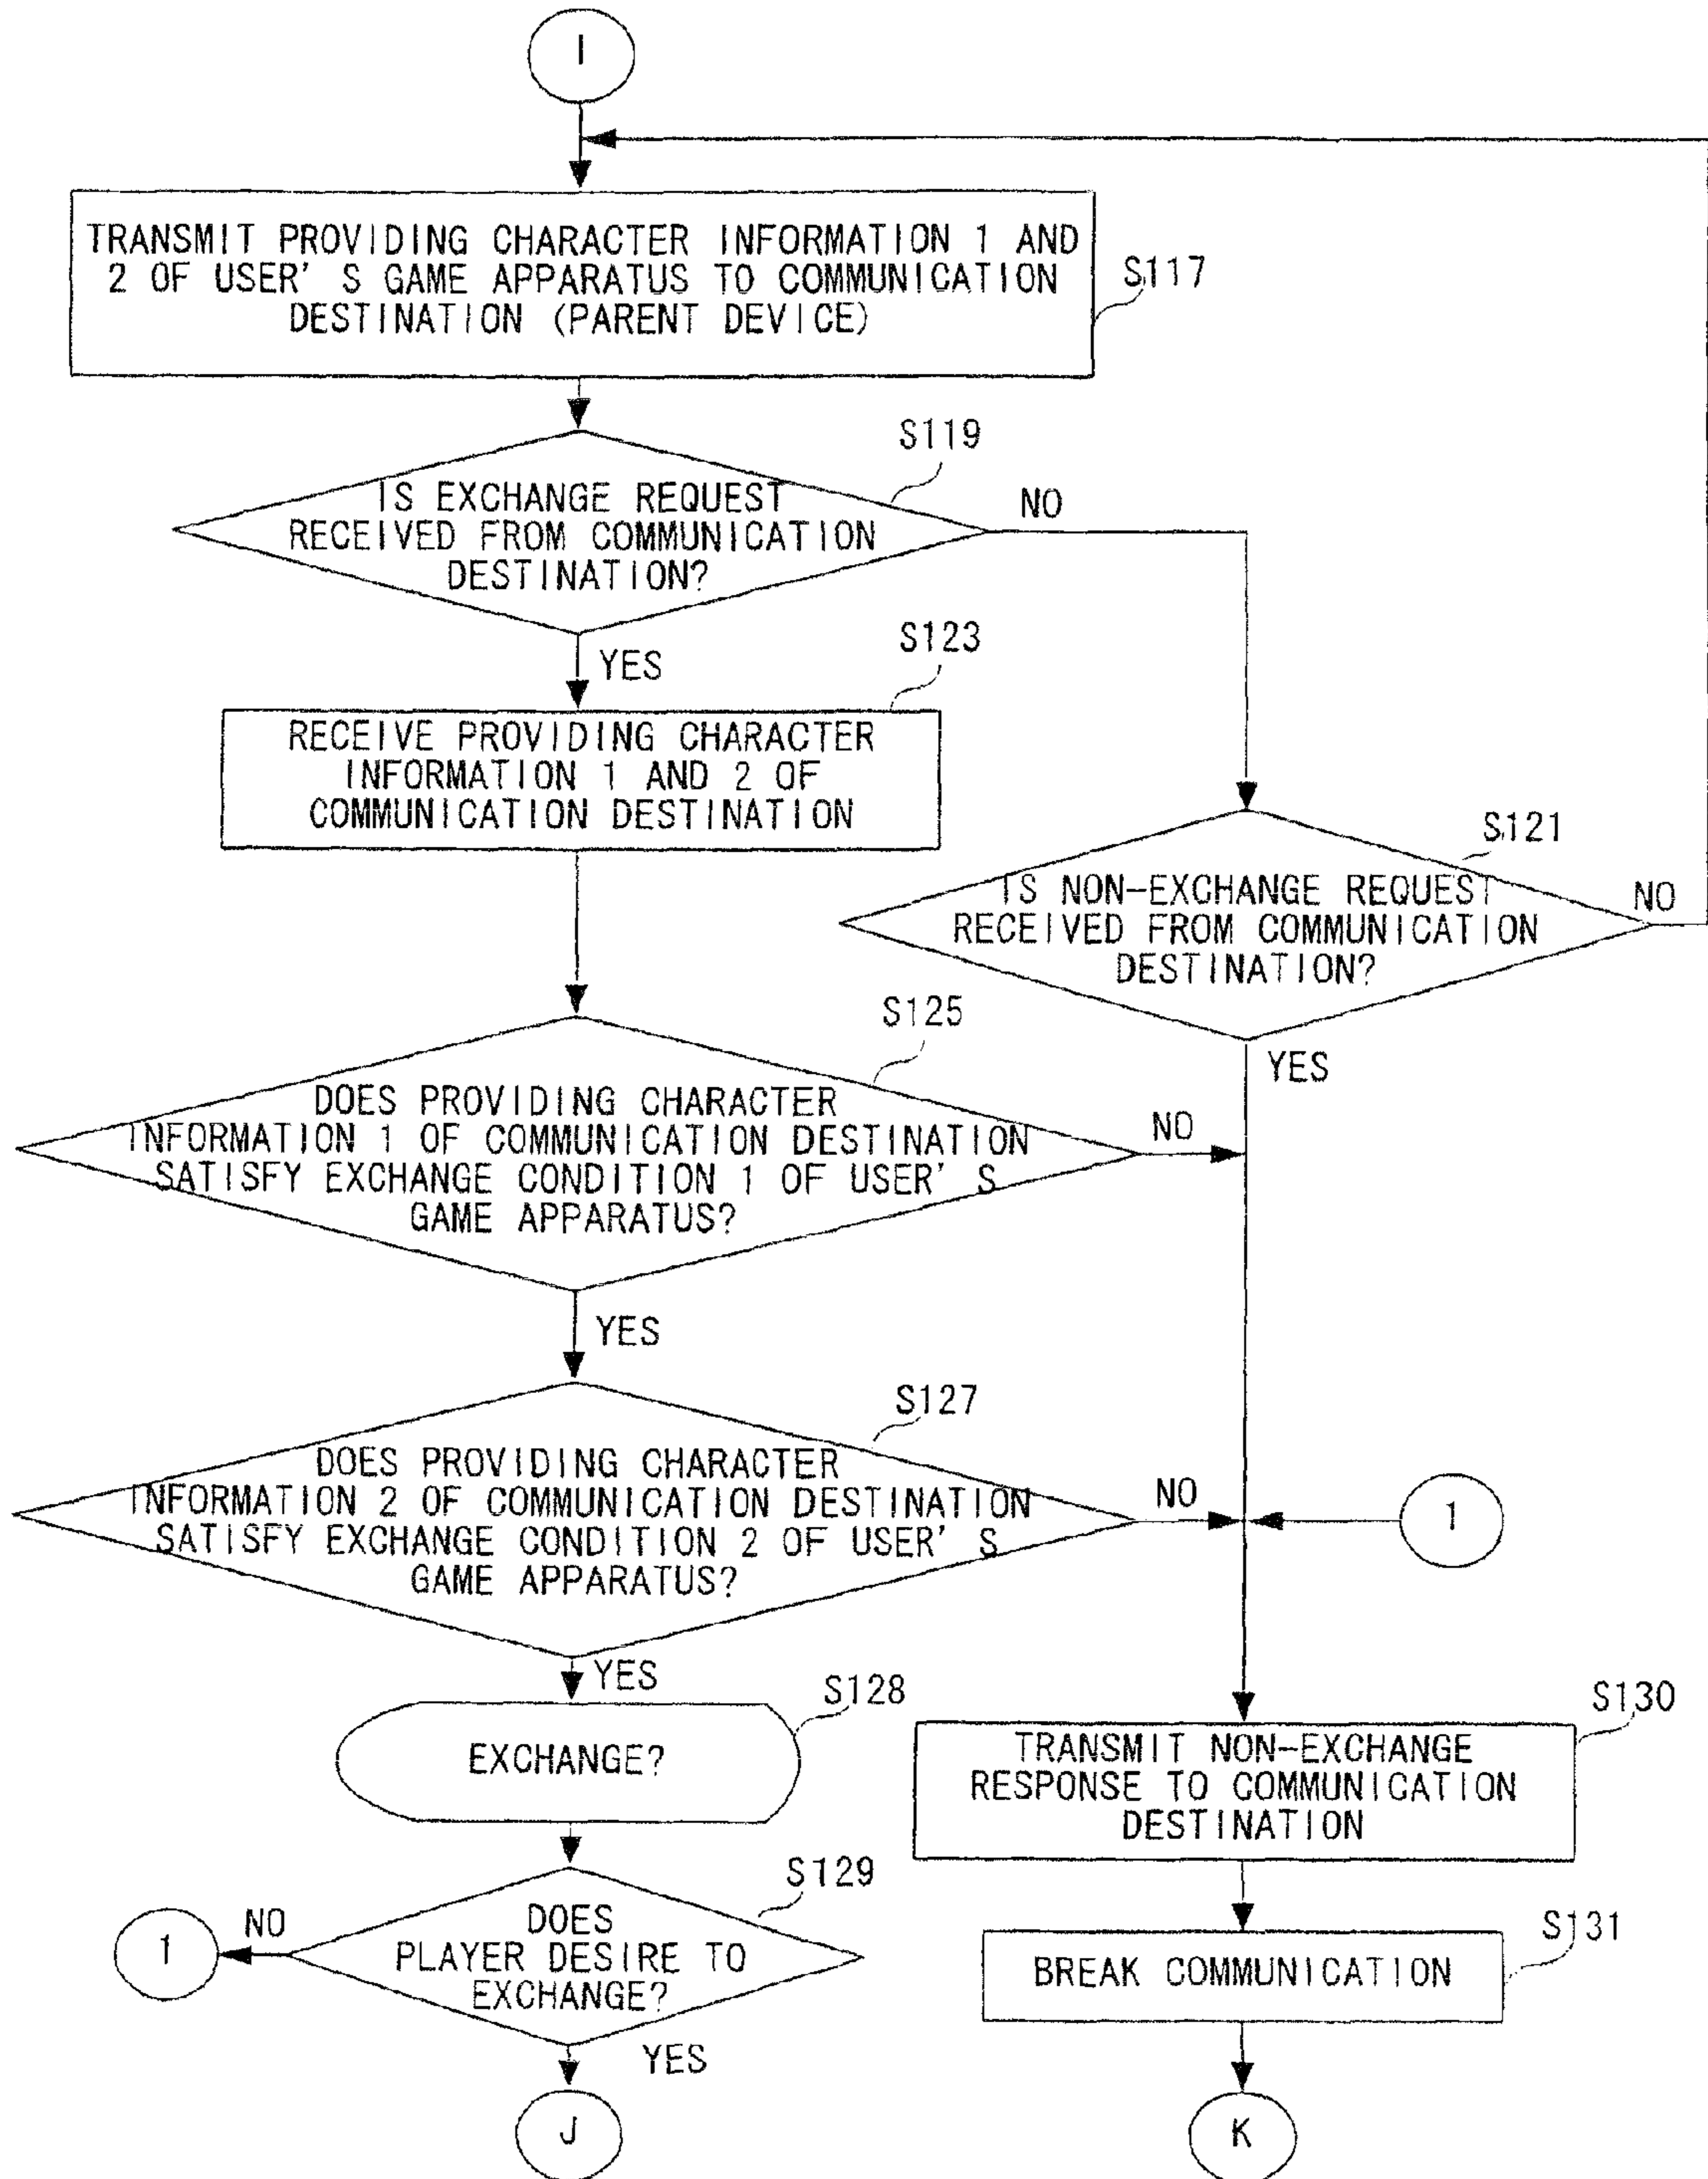 I
TRANSMIT PROVIDING CHARACTER INFORMATION 1 AND
2 OF USER' S GAME APPARATUS TO COMMUNICATION
DESTINATION (PARENT DEVICE)
S117
S119
IS EXCHANGE REQUEST
RECEIVED FROM COMMUNICATION
DESTINATION?
NO
YES
S123
RECEIVE PROVIDING CHARACTER
INFORMATION 1 AND 2 OF
COMMUNICATION DESTINATION
S121
IS NON-EXCHANGE REQUEST
RECEIVED FROM COMMUNICATION
DESTINATION?
NO
YES
S125
DOES PROVIDING CHARACTER
INFORMATION 1 OF COMMUNICATION DESTINATION
SATISFY EXCHANGE CONDITION 1 OF USER' S
GAME APPARATUS?
NO
YES
S127
DOES PROVIDING CHARACTER
INFORMATION 2 OF COMMUNICATION DESTINATION
SATISFY EXCHANGE CONDITION 2 OF USER' S
GAME APPARATUS?
NO
1
YES
S128
EXCHANGE?
S130
TRANSMIT NON-EXCHANGE
RESPONSE TO COMMUNICATION
DESTINATION
S129
DOES
PLAYER DESIRE TO
EXCHANGE?
NO
1
YES
S131
BREAK COMMUNICATION
J
K